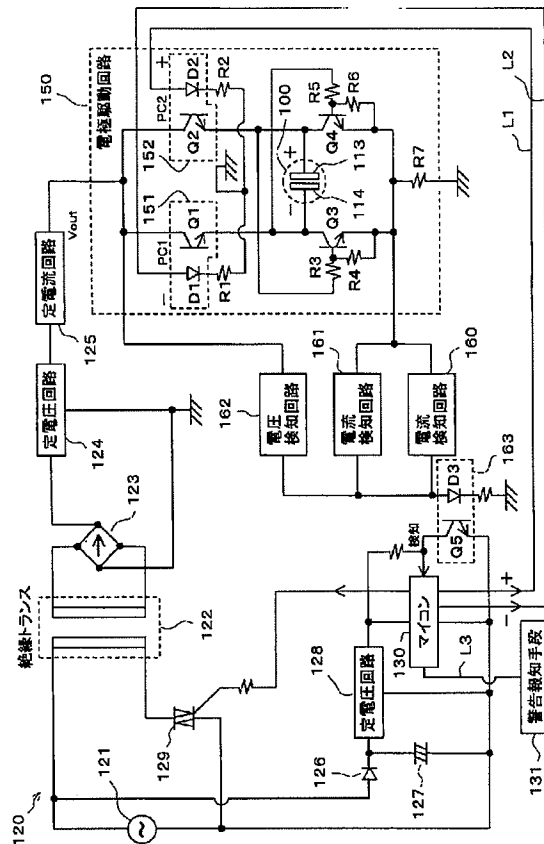 120
121
絶縁トランス
122
123
定電圧回路
124
定電流回路
125
Vout
150
電極駆動回路
151
152
PC1
PC2
−
+
D1
Q1
Q2
D2
R1
R2
100
−
+
114
113
R3
Q3
R4
Q4
R5
R6
R7
L1
L2
電圧
検知回路
162
電流
検知回路
161
電流
検知回路
160
D3
163
Q5
検知
129
126
127
定電圧回路
128
マイコン
130
−
+
L3
警告報知手段
131